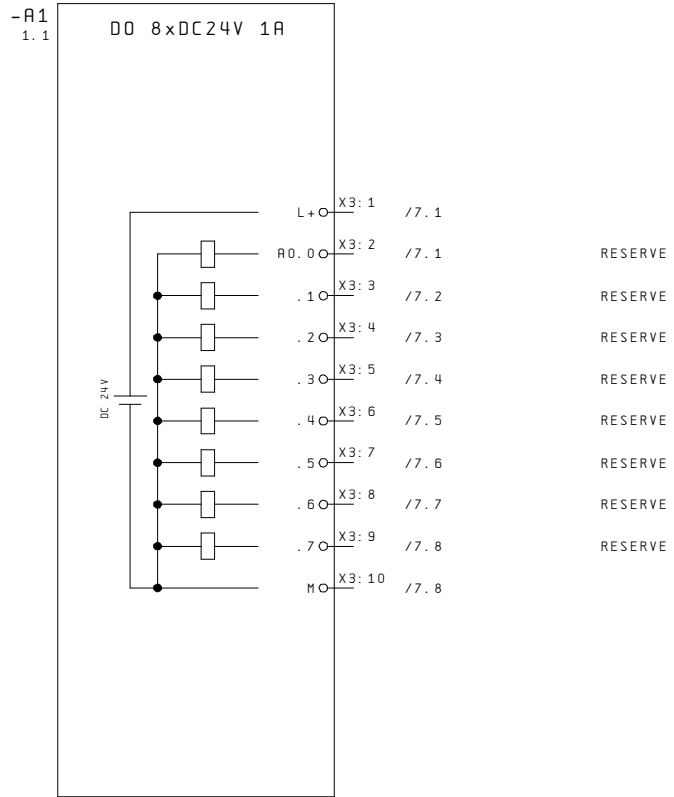 -A1
1.1
DO 8xDC24V 1A
L+ X3:1 /7.1
A0.0 X3:2 /7.1 RESERVE
.1 X3:3 /7.2 RESERVE
.2 X3:4 /7.3 RESERVE
.3 X3:5 /7.4 RESERVE
.4 X3:6 /7.5 RESERVE
.5 X3:7 /7.6 RESERVE
.6 X3:8 /7.7 RESERVE
.7 X3:9 /7.8 RESERVE
M X3:10 /7.8
DC 24V